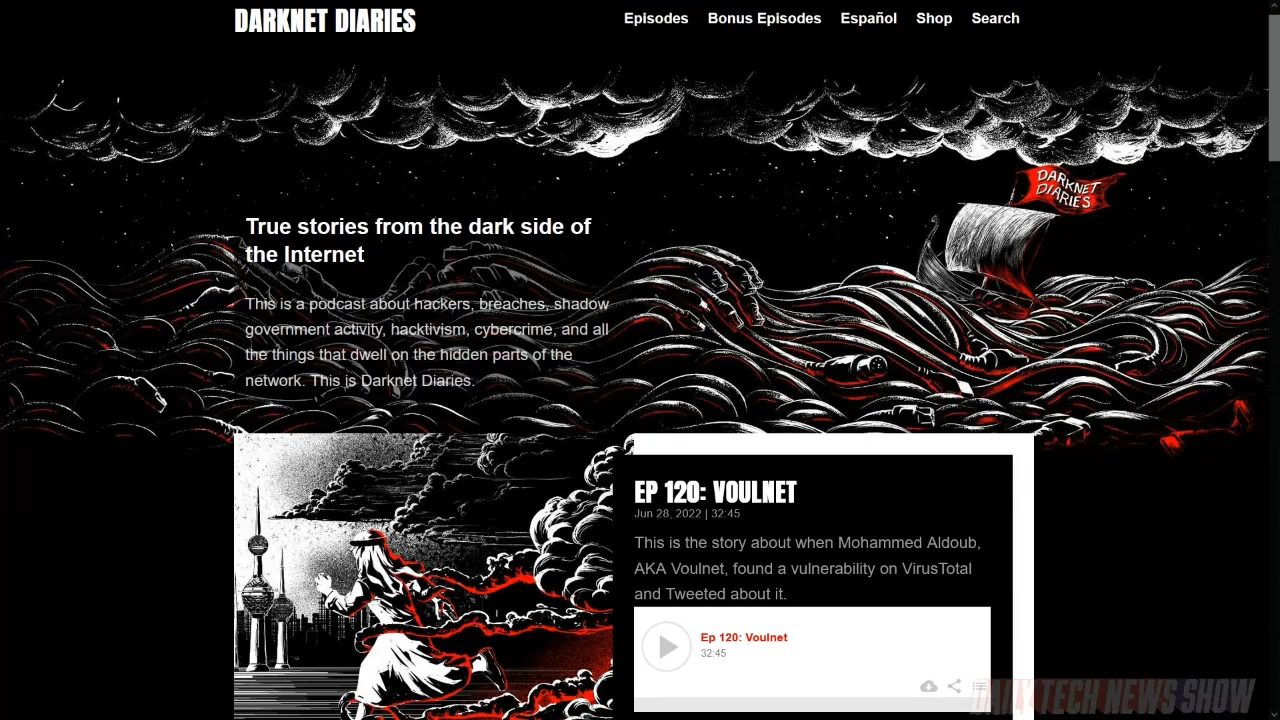 DARKNET DIARIES
Episodes Bonus Episodes Español Shop Search
DARKNET
DIARIES
True stories from the dark side of
the Internet
This is a podcast about hackers, breaches, shadow
government activity, hacktivism, cybercrime, and all
the things that dwell on the hidden parts of the
network. This is Darknet Diaries.
EP 120: VOULNET
Jun 28, 2022 | 32:45
This is the story about when Mohammed Aldoub,
AKA Voulnet, found a vulnerability on VirusTotal
and Tweeted about it.
Ep 120: Voulnet
32:45
DAILY TECH NEWS SHOW